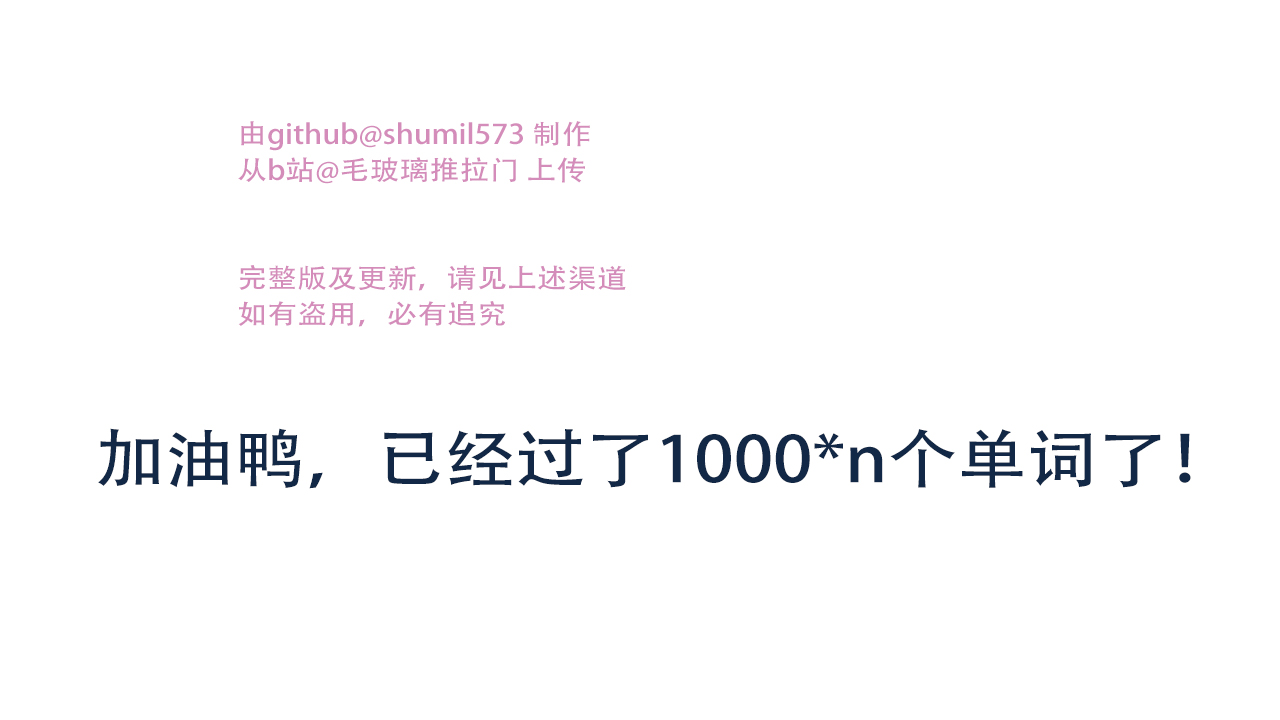 由github@shumil573 制作
从b站@毛玻璃推拉门 上传
完整版及更新，请见上述渠道
如有盗用，必有追究
加油鸭，已经过了1000*n个单词了！